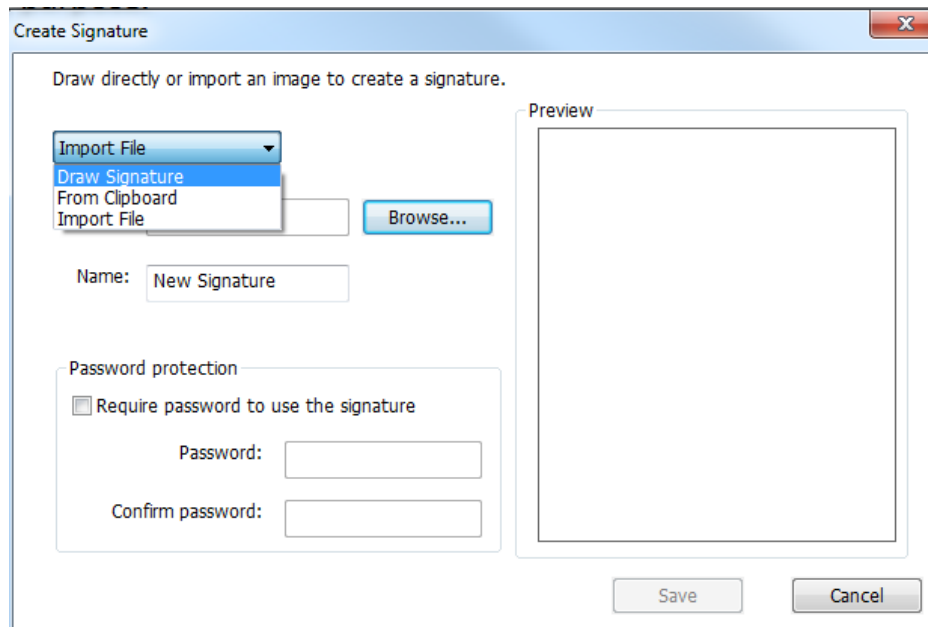 Create Signature
Draw directly or import an image to create a signature.
Preview
Import File
Draw Signature
From Clipboard
Import File
Browse...
Name:
New Signature
Password protection
Require password to use the signature
Password:
Confirm password:
Save
Cancel